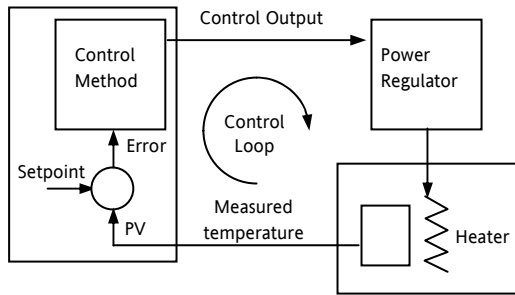 Control Output
Control
Method
Power
Regulator
Error
Control
Loop
Setpoint
PV
Measured
temperature
Heater